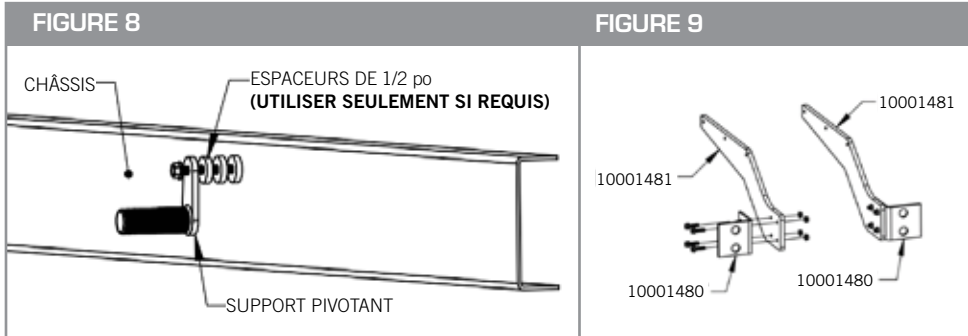 FIGURE 8
CHÂSSIS
ESPACEURS DE 1/2 po
(UTILISER SEULEMENT SI REQUIS)
SUPPORT PIVOTANT
FIGURE 9
10001481
10001481
10001480
10001480